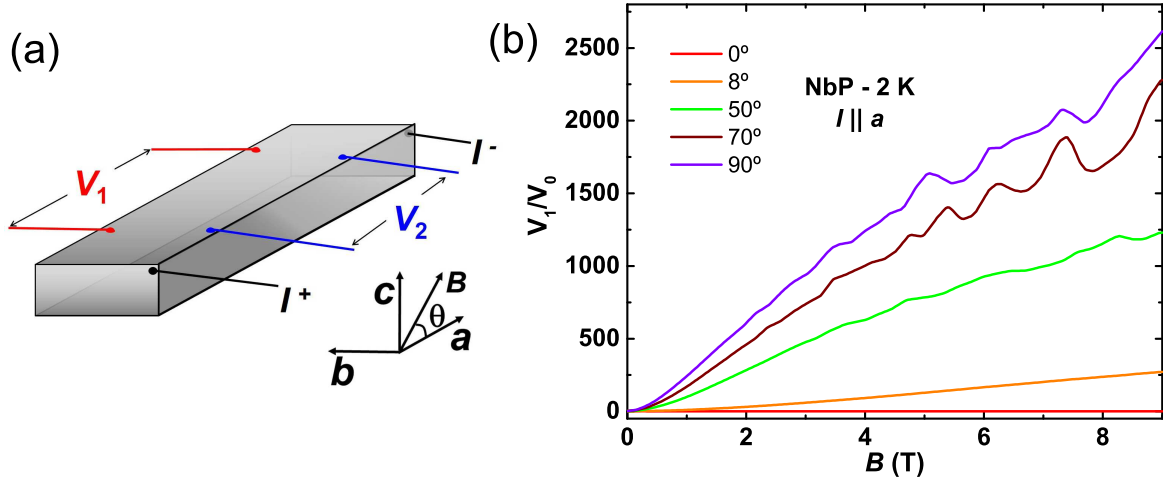 (a)
V1
V2
I -
I +
c
B
θ
a
b
(b)
V1/V0
2500
2000
1500
1000
500
0
0º
8º
50º
70º
90º
NbP - 2 K
I || a
0 2 4 6 8
B (T)